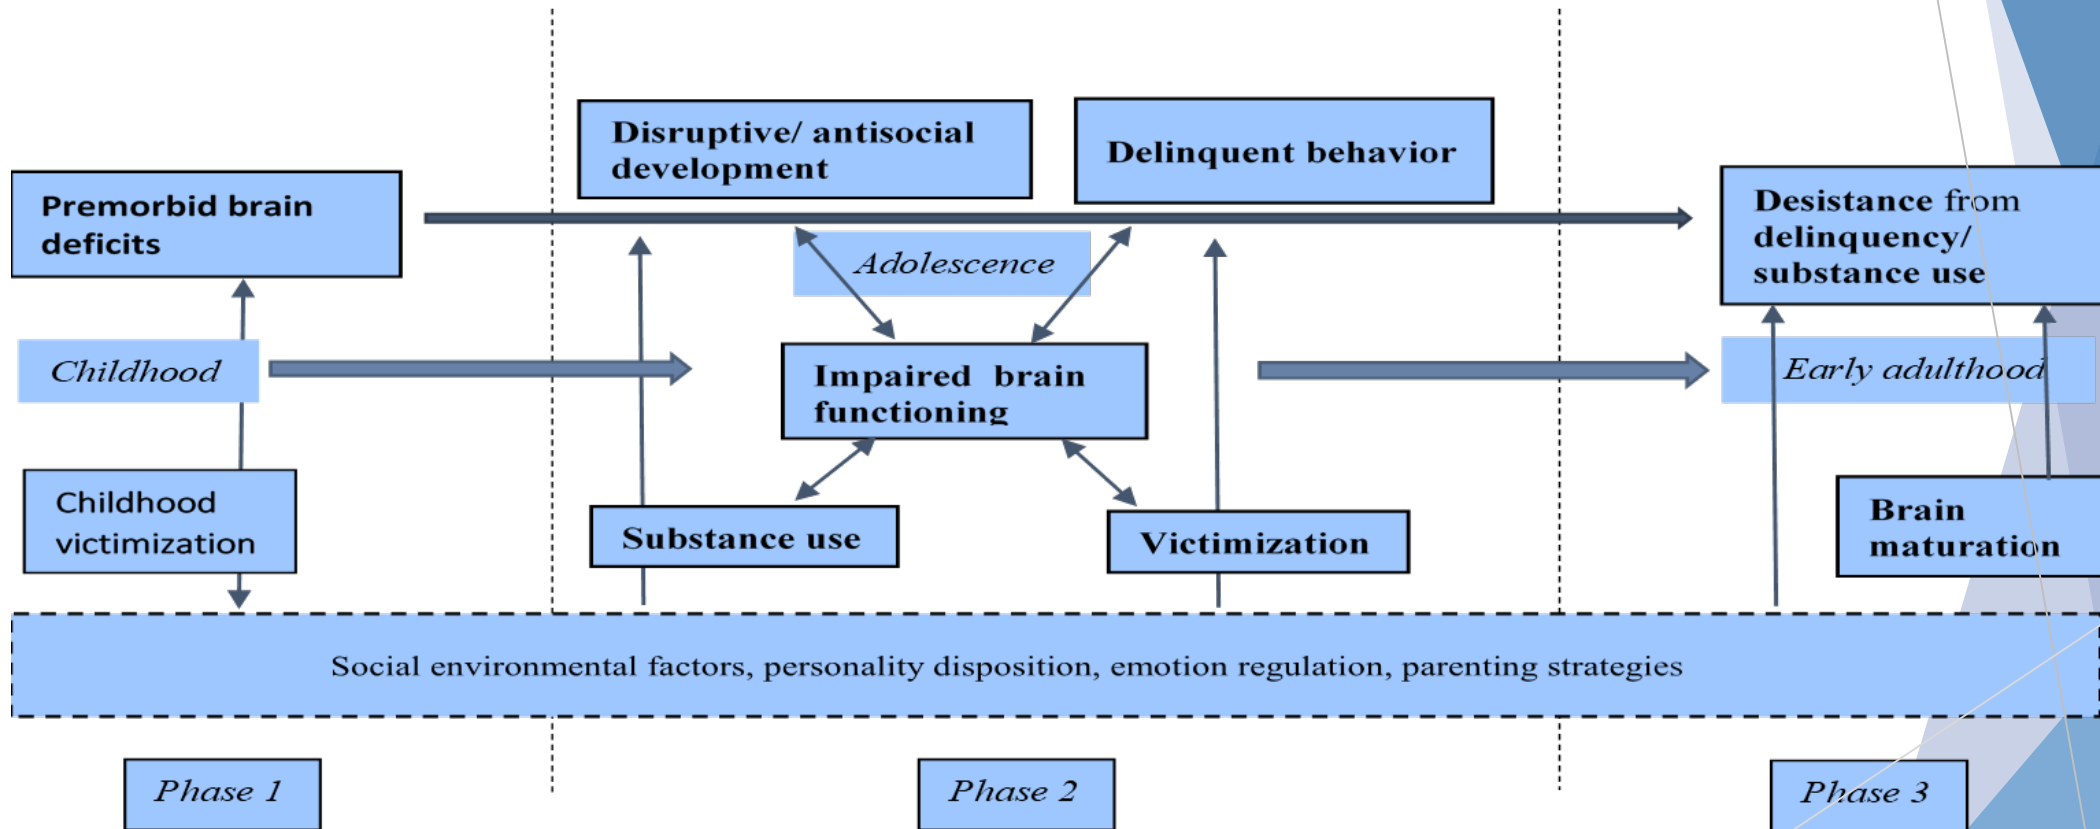 Disruptive/ antisocial
development
Delinquent behavior
Premorbid brain
deficits
Desistance from
delinquency/
substance use
Adolescence
Childhood
Impaired  brain
functioning
Early adulthood
Childhood
victimization
Substance use
Victimization
Brain
maturation
Social environmental factors, personality disposition, emotion regulation, parenting strategies
Phase 1
Phase 2
Phase 3